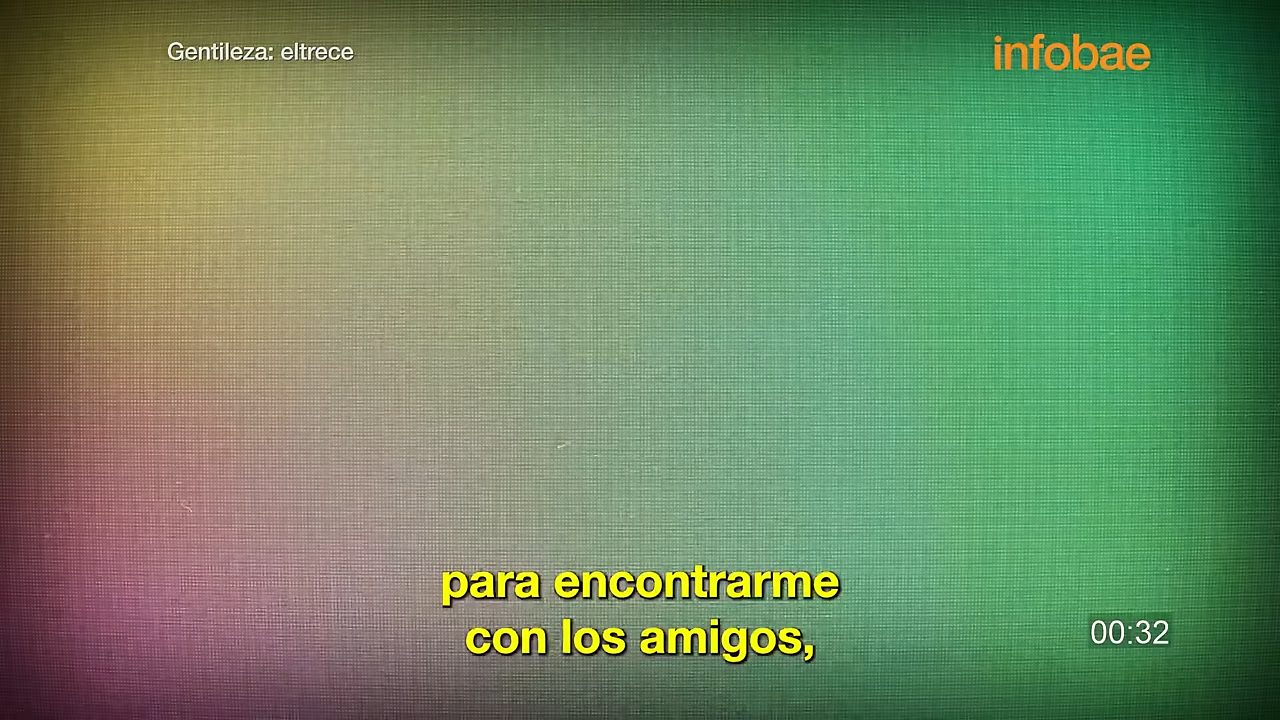 Gentileza: eltrece
infobae
para encontrarme
con los amigos,
00:32